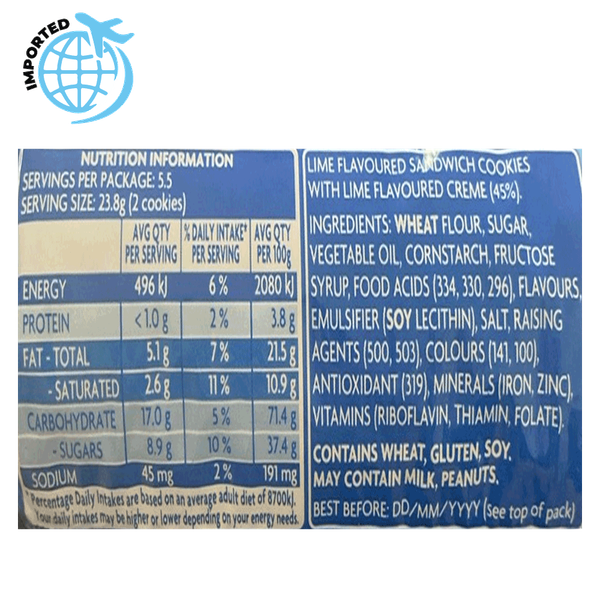 IMPORTED
NUTRITION INFORMATION
SERVINGS PER PACKAGE: 5.5
SERVING SIZE: 23.8g (2 cookies)
AVG QTY PER SERVING % DAILY INTAKE* PER SERVING AVG QTY PER 100g
ENERGY 496 kJ 6% 2080 kJ
PROTEIN <1.0 g 2% 3.8 g
FAT - TOTAL 5.1 g 7% 21.5 g
- SATURATED 2.6 g 11% 10.9 g
CARBOHYDRATE 17.0 g 5% 71.4 g
- SUGARS 8.9 g 10% 37.4 g
SODIUM 45 mg 2% 191 mg
* Percentage Daily Intakes are based on an average adult diet of 8700kJ.
Your daily intakes may be higher or lower depending on your energy needs.
LIME FLAVOURED SANDWICH COOKIES
WITH LIME FLAVOURED CREME (45%).
INGREDIENTS: WHEAT FLOUR, SUGAR,
VEGETABLE OIL, CORNSTARCH, FRUCTOSE
SYRUP, FOOD ACIDS (334, 330, 296), FLAVOURS,
EMULSIFIER (SOY LECITHIN), SALT, RAISING
AGENTS (500, 503), COLOURS (141, 100),
ANTIOXIDANT (319), MINERALS (IRON, ZINC),
VITAMINS (RIBOFLAVIN, THIAMIN, FOLATE).
CONTAINS WHEAT, GLUTEN, SOY.
MAY CONTAIN MILK, PEANUTS.
BEST BEFORE: DD/MM/YYYY (see top of pack)